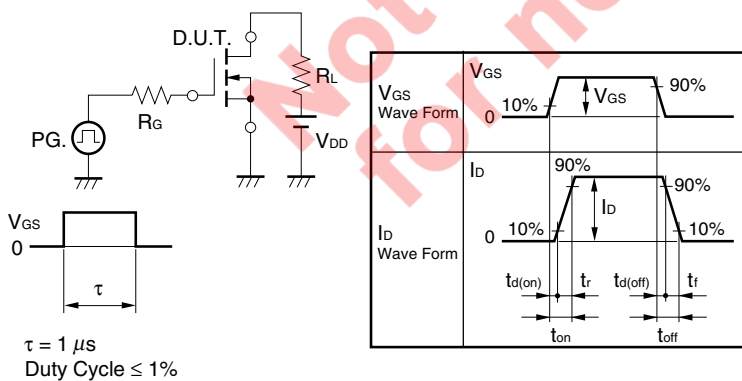 D.U.T.
RL
RG
PG.
VDD
VGS
0
τ
τ = 1 μs
Duty Cycle ≤ 1%
VGS
Wave Form
VGS
10%
0
VGS
90%
ID
Wave Form
ID
90%
90%
ID
10%
0
10%
td(on)
tr
td(off)
tf
ton
toff
Not
for